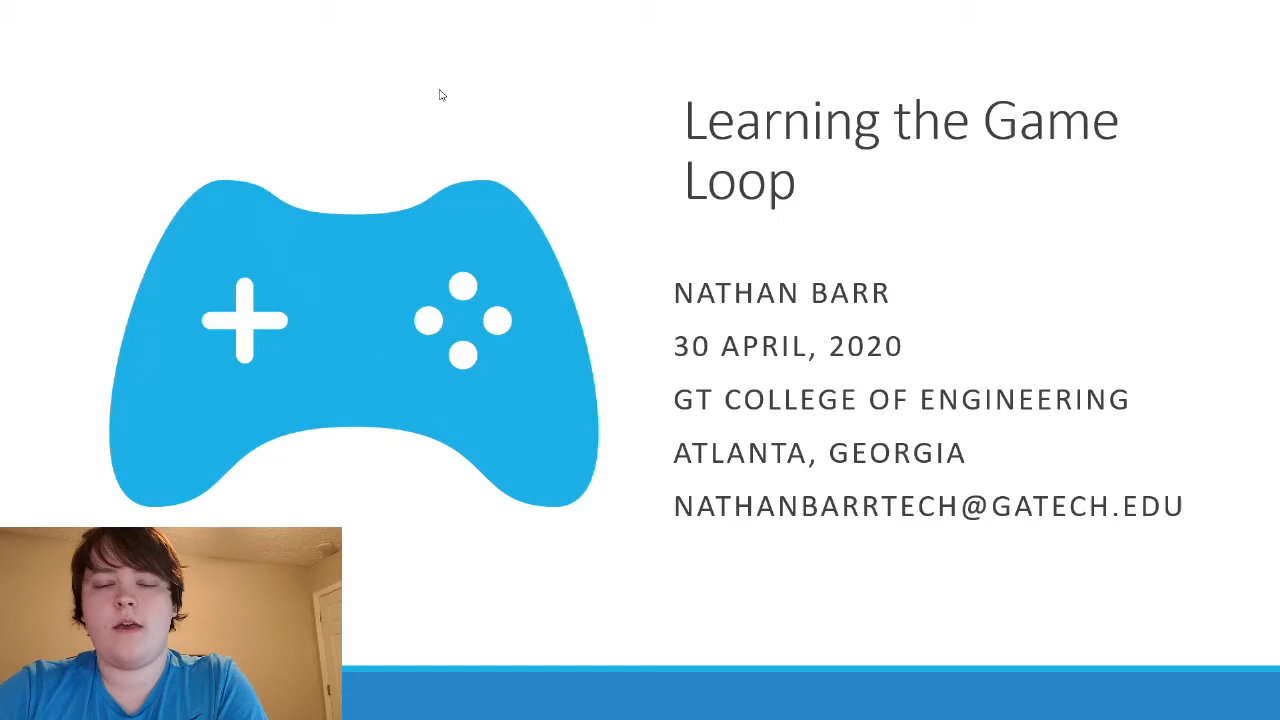 Learning the Game
Loop
NATHAN BARR
30 APRIL, 2020
GT COLLEGE OF ENGINEERING
ATLANTA, GEORGIA
NATHANBARRTECH@GATECH.EDU